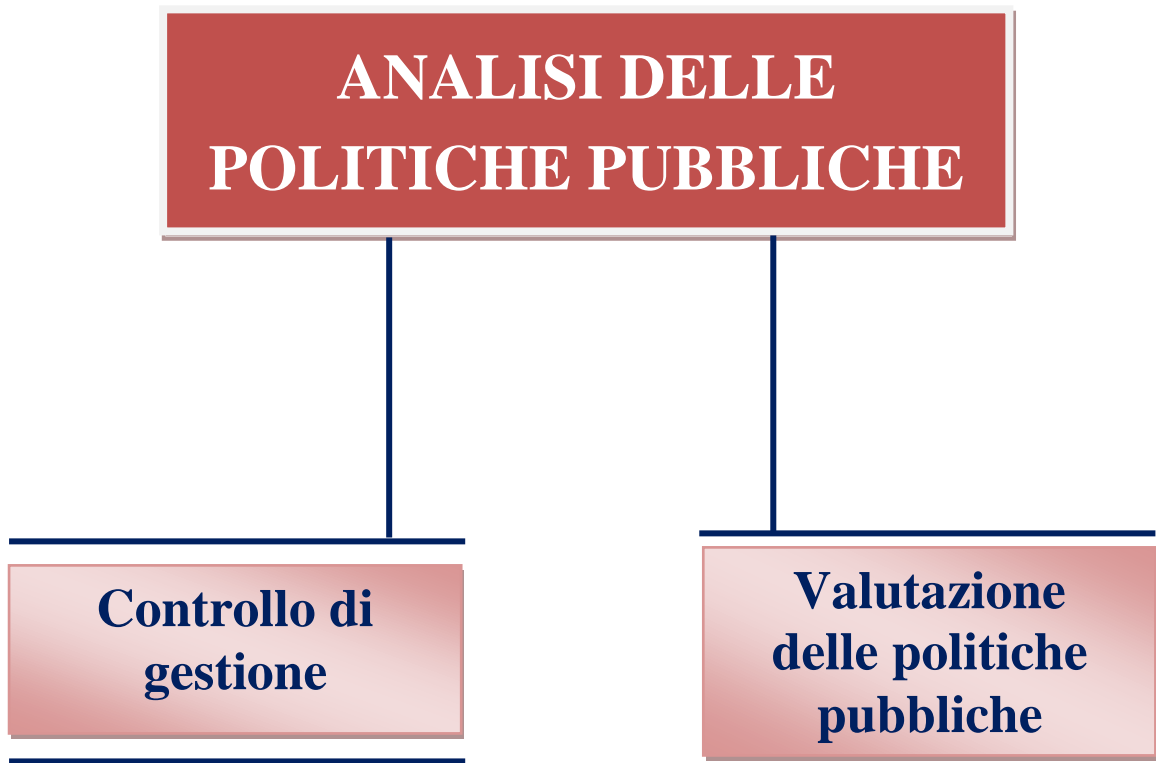 ANALISI DELLE
POLITICHE PUBBLICHE
Controllo di
gestione
Valutazione
delle politiche
pubbliche